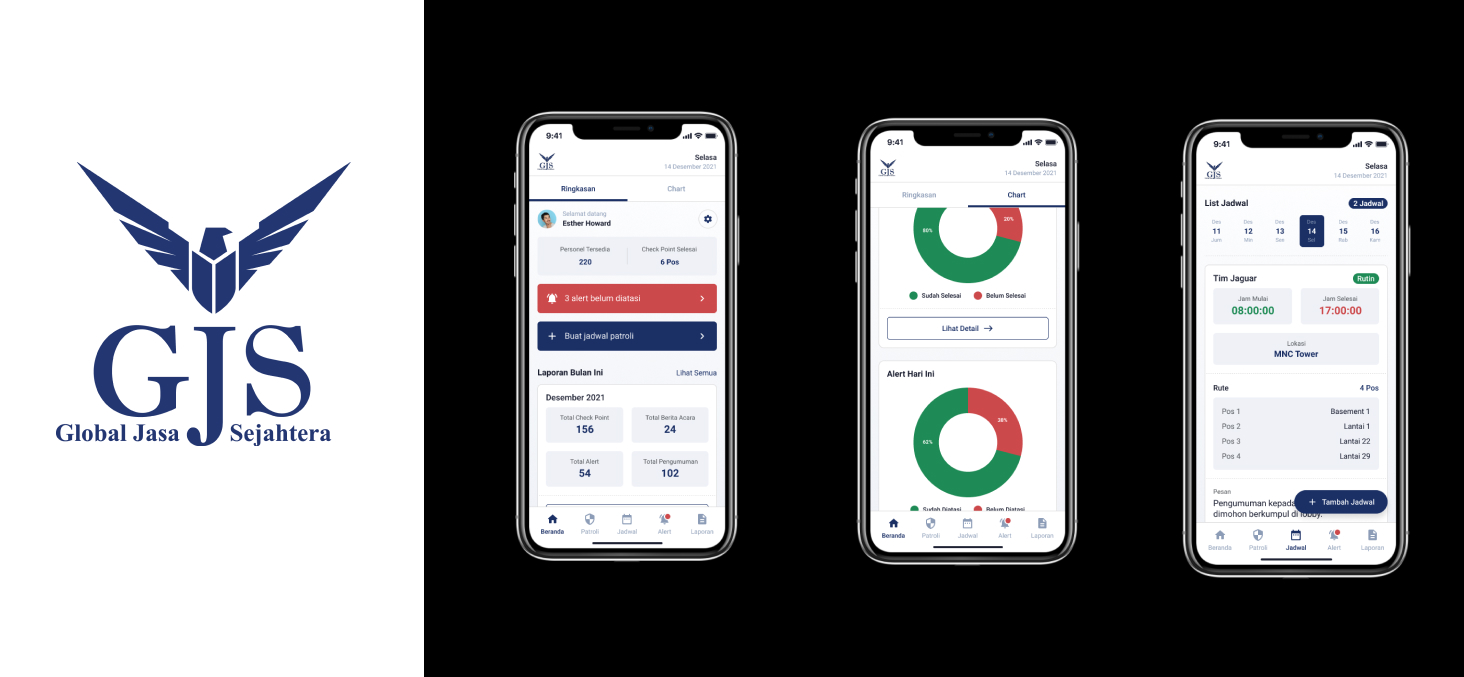 GJS
Global Jasa Sejahtera
9:41
GJS
Selasa
14 Desember 2021
Ringkasan Chart
Selamat datang
Esther Howard
Personel Tersedia Check Point Selesai
220 6 Pos
3 alert belum diatasi
Buat jadwal patroli
Laporan Bulan Ini Lihat Semua
Desember 2021
Total Check Point Total Berita Acara
156 24
Total Alert Total Pengumuman
54 102
Beranda Patroli Jadwal Alert Laporan
9:41
GJS
Selasa
14 Desember 2021
Ringkasan Chart
80% 20%
Sudah Selesai Belum Selesai
Lihat Detail
Alert Hari Ini
38%
62%
Sudah Diatasi Belum Diatasi
Beranda Patroli Jadwal Alert Laporan
9:41
GJS
Selasa
14 Desember 2021
List Jadwal 2 Jadwal
Des Des Des Des Des Des
11 12 13 14 15 16
Jum Min Sen Sel Rab Kam
Tim Jaguar Rutin
Jam Mulai Jam Selesai
08:00:00 17:00:00
Lokasi
MNC Tower
Rute 4 Pos
Pos 1 Basement 1
Pos 2 Lantai 1
Pos 3 Lantai 22
Pos 4 Lantai 29
Pesan
Pengumuman kepada
dimohon berkumpul di lobby.
+ Tambah Jadwal
Beranda Patroli Jadwal Alert Laporan